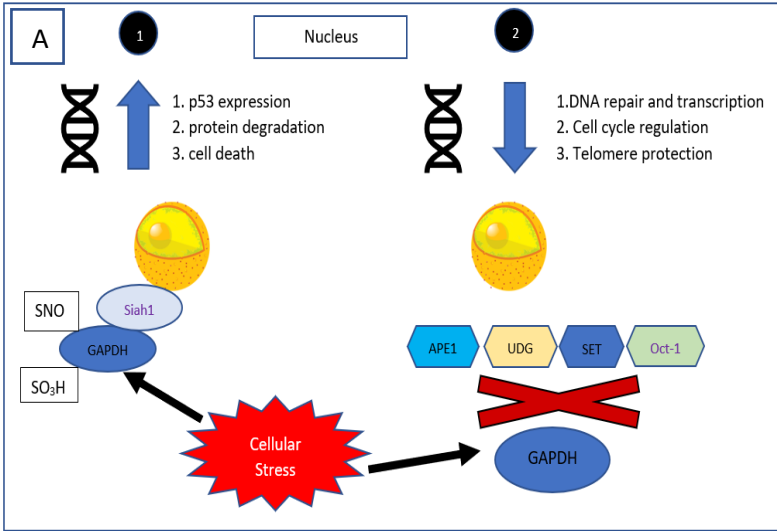 A
1
Nucleus
2
1. p53 expression
2. protein degradation
3. cell death
1.DNA repair and transcription
2. Cell cycle regulation
3. Telomere protection
SNO
Siah1
GAPDH
SO₃H
APE1
UDG
SET
Oct-1
Cellular
Stress
GAPDH